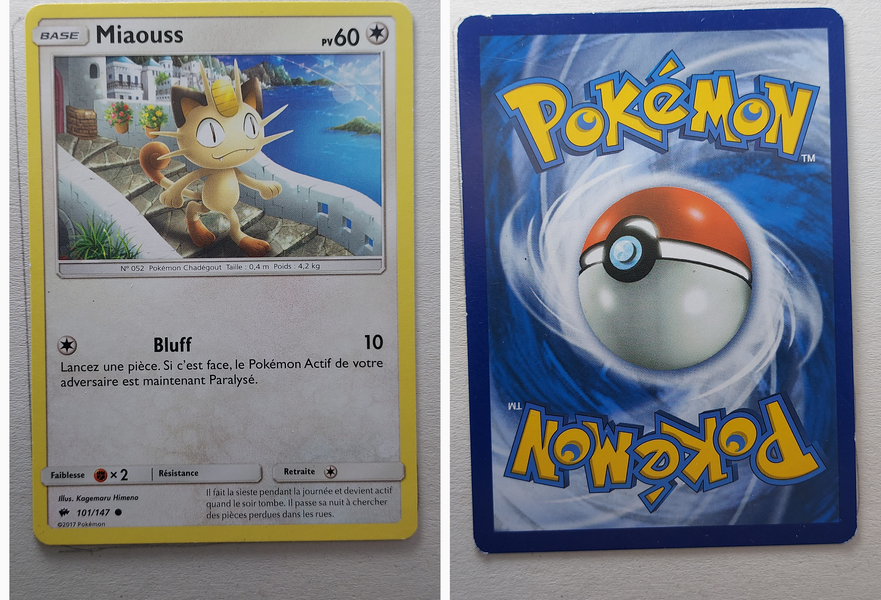 BASE Miaouss PV60
N° 052 Pokémon Chadégout Taille : 0,4 m Poids : 4,2 kg
Bluff 10
Lancez une pièce. Si c'est face, le Pokémon Actif de votre
adversaire est maintenant Paralysé.
Faiblesse ×2 Résistance Retraite
Illus. Kagemaru Himeno
101/147
©2017 Pokémon
Il fait la sieste pendant la journée et devient actif
quand le soir tombe. Il passe sa nuit à chercher
des pièces perdues dans les rues.
POKÉMON
TM
POKÉMON
TM